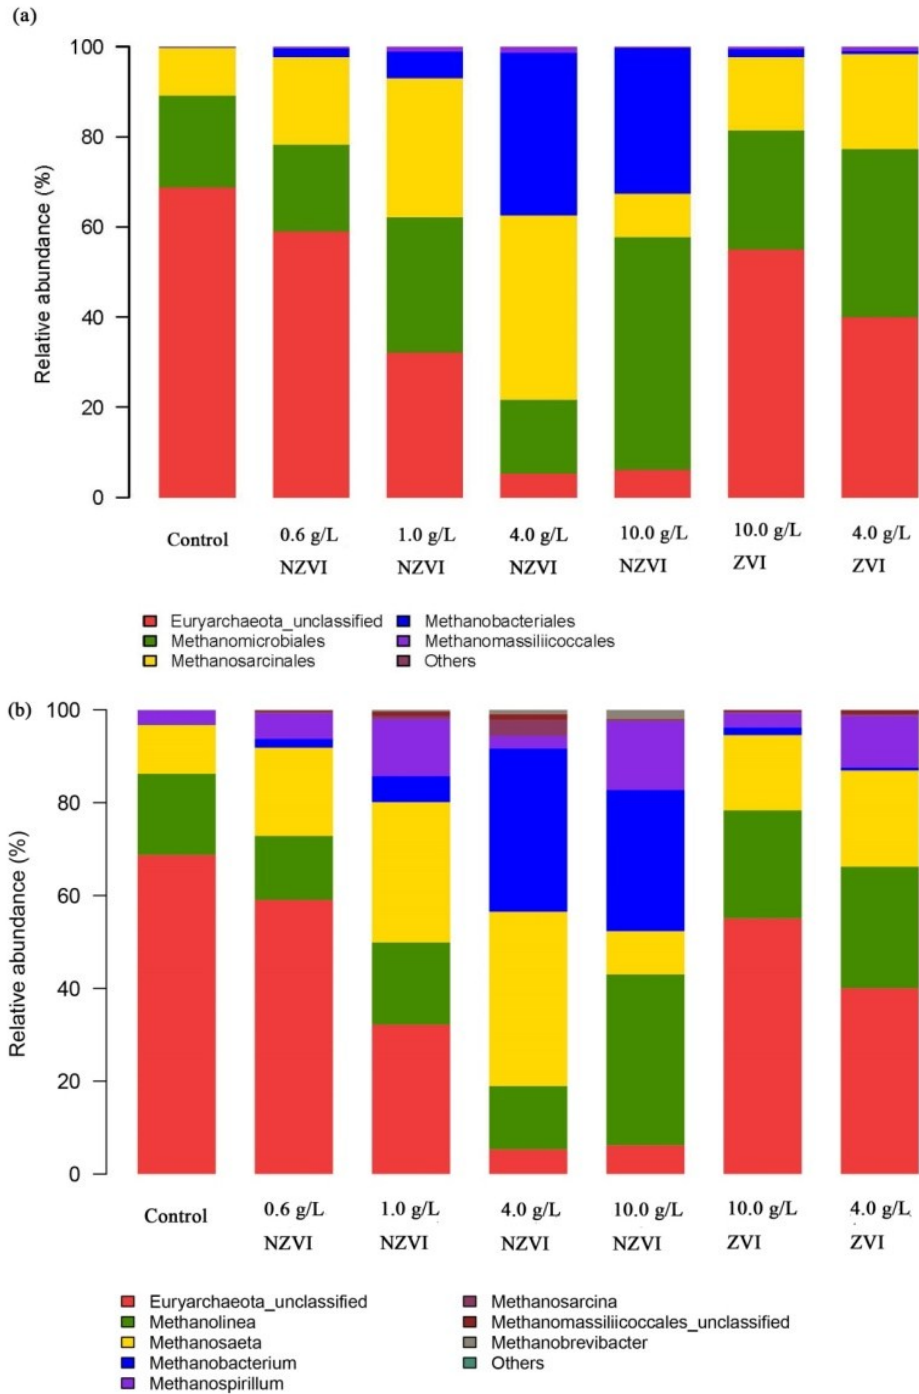 (a)
100
80
60
40
20
0
Relative abundance (%)
Control
0.6 g/L
NZVI
1.0 g/L
NZVI
4.0 g/L
NZVI
10.0 g/L
NZVI
10.0 g/L
ZVI
4.0 g/L
ZVI
Euryarchaeota_unclassified
Methanomicrobiales
Methanosarcinales
Methanobacteriales
Methanomassiliicoccales
Others
(b)
100
80
60
40
20
0
Relative abundance (%)
Control
0.6 g/L
NZVI
1.0 g/L
NZVI
4.0 g/L
NZVI
10.0 g/L
NZVI
10.0 g/L
ZVI
4.0 g/L
ZVI
Euryarchaeota_unclassified
Methanolinea
Methanosaeta
Methanobacterium
Methanospirillum
Methanosarcina
Methanomassiliicoccales_unclassified
Methanobrevibacter
Others